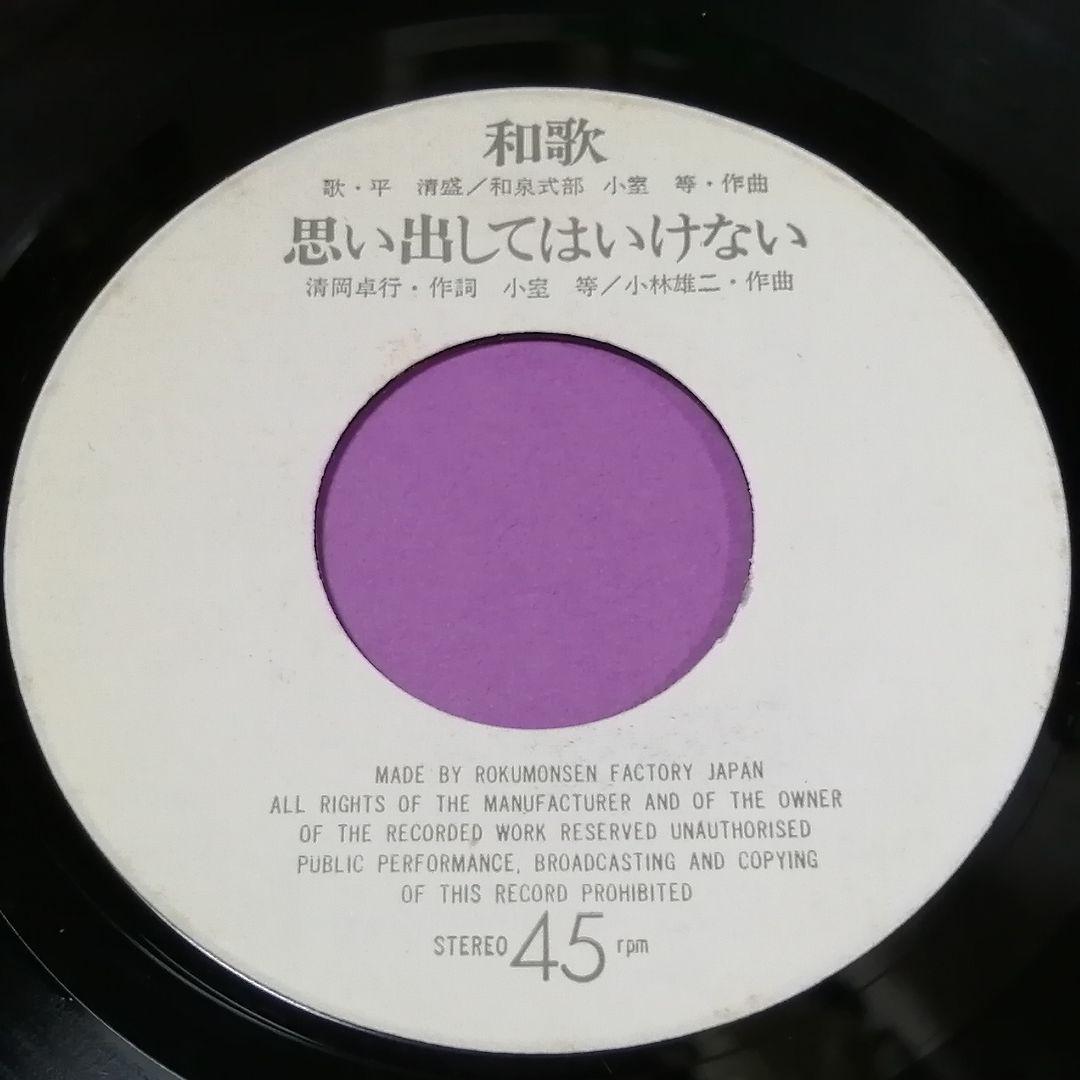 和歌
歌・平　清盛／和泉式部　小室　等・作曲
思い出してはいけない
清岡卓行・作詞　小室　等／小林雄二・作曲
MADE BY ROKUMONSEN FACTORY JAPAN
ALL RIGHTS OF THE MANUFACTURER AND OF THE OWNER
OF THE RECORDED WORK RESERVED UNAUTHORISED
PUBLIC PERFORMANCE, BROADCASTING AND COPYING
OF THIS RECORD PROHIBITED
STEREO 45 rpm